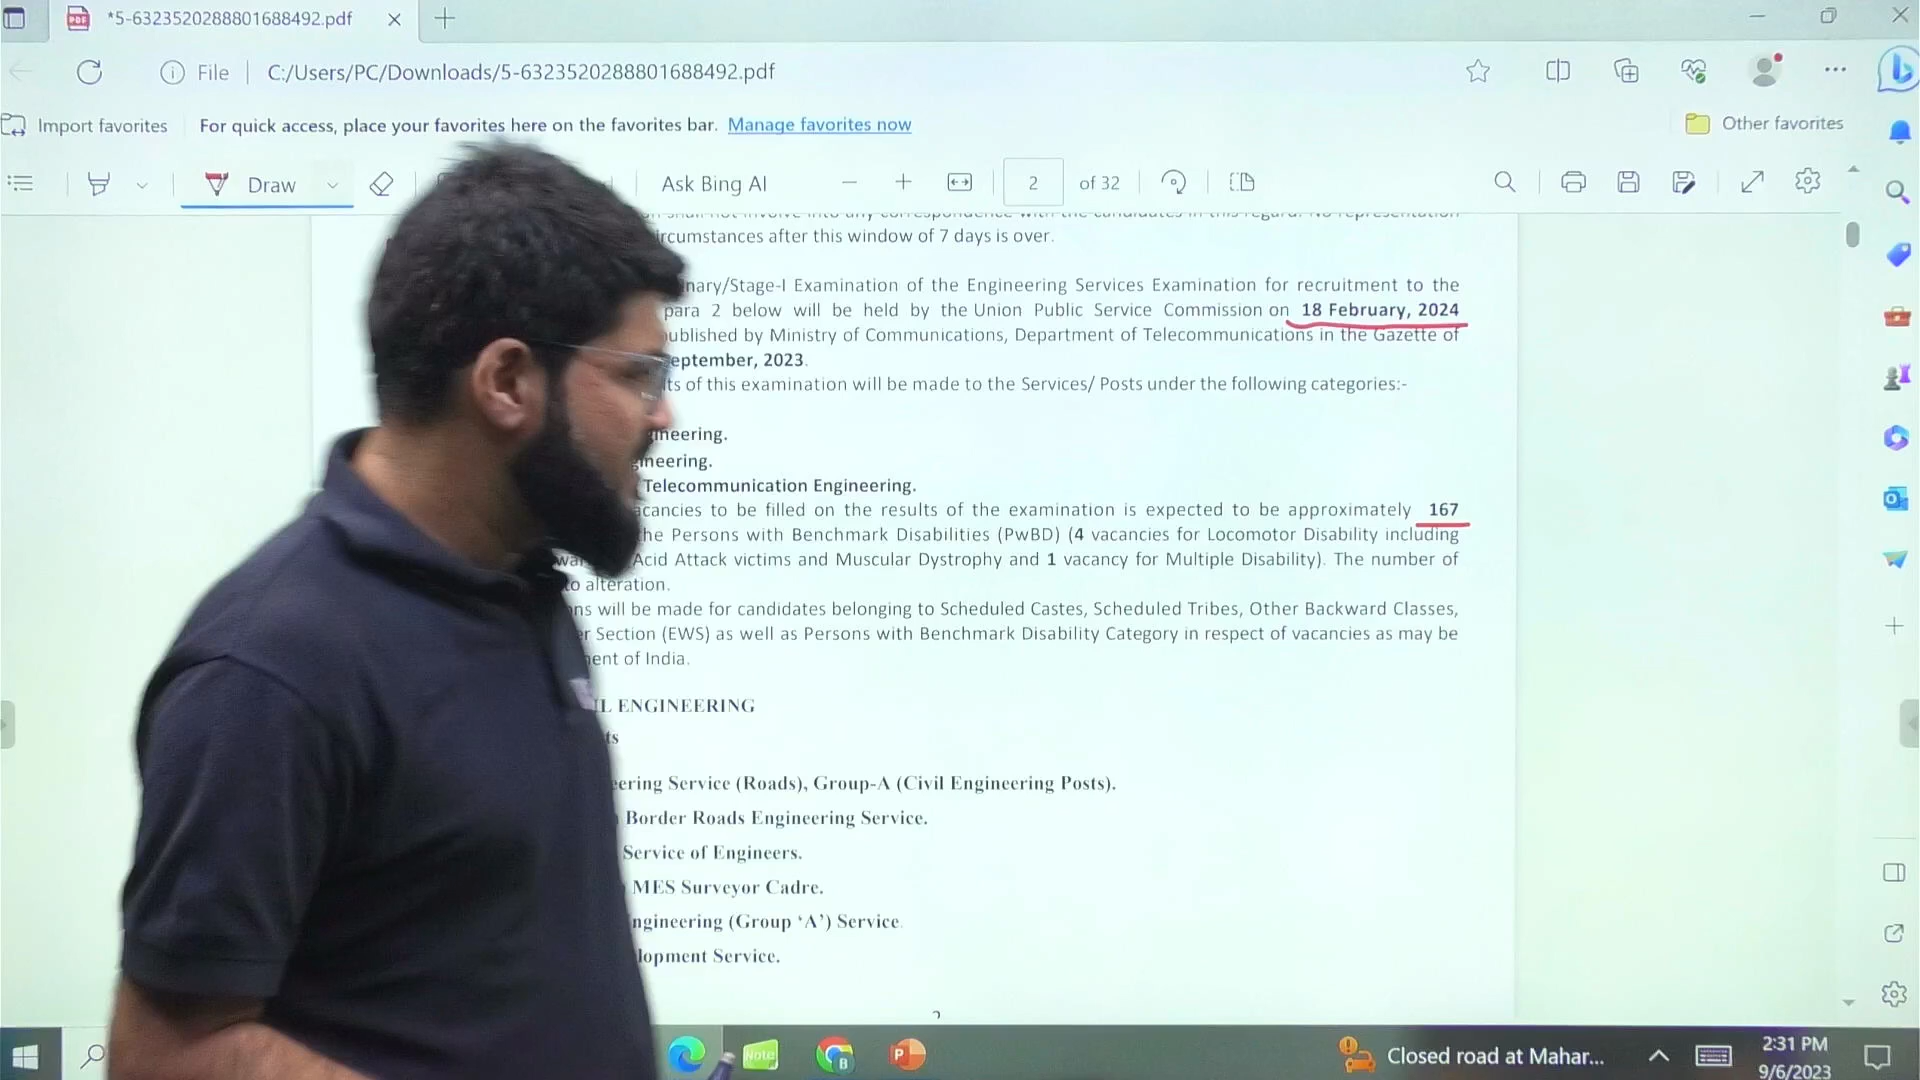 *5-6323520288801688492.pdf
File C:/Users/PC/Downloads/5-6323520288801688492.pdf
Import favorites For quick access, place your favorites here on the favorites bar. Manage favorites now Other favorites
Draw Ask Bing AI 2 of 32
rcumstances after this window of 7 days is over.
nary/Stage-I Examination of the Engineering Services Examination for recruitment to the
para 2 below will be held by the Union Public Service Commission on 18 February, 2024
ublished by Ministry of Communications, Department of Telecommunications in the Gazette of
eptember, 2023.
ts of this examination will be made to the Services/ Posts under the following categories:-
gineering.
gineering.
Telecommunication Engineering.
acancies to be filled on the results of the examination is expected to be approximately 167
he Persons with Benchmark Disabilities (PwBD) (4 vacancies for Locomotor Disability including
Acid Attack victims and Muscular Dystrophy and 1 vacancy for Multiple Disability). The number of
to alteration.
ns will be made for candidates belonging to Scheduled Castes, Scheduled Tribes, Other Backward Classes,
er Section (EWS) as well as Persons with Benchmark Disability Category in respect of vacancies as may be
ent of India.
IL ENGINEERING
ts
eering Service (Roads), Group-A (Civil Engineering Posts).
Border Roads Engineering Service.
Service of Engineers.
MES Surveyor Cadre.
ngineering (Group ‘A’) Service.
lopment Service.
Note
Closed road at Mahar...
2:31 PM
9/6/2023